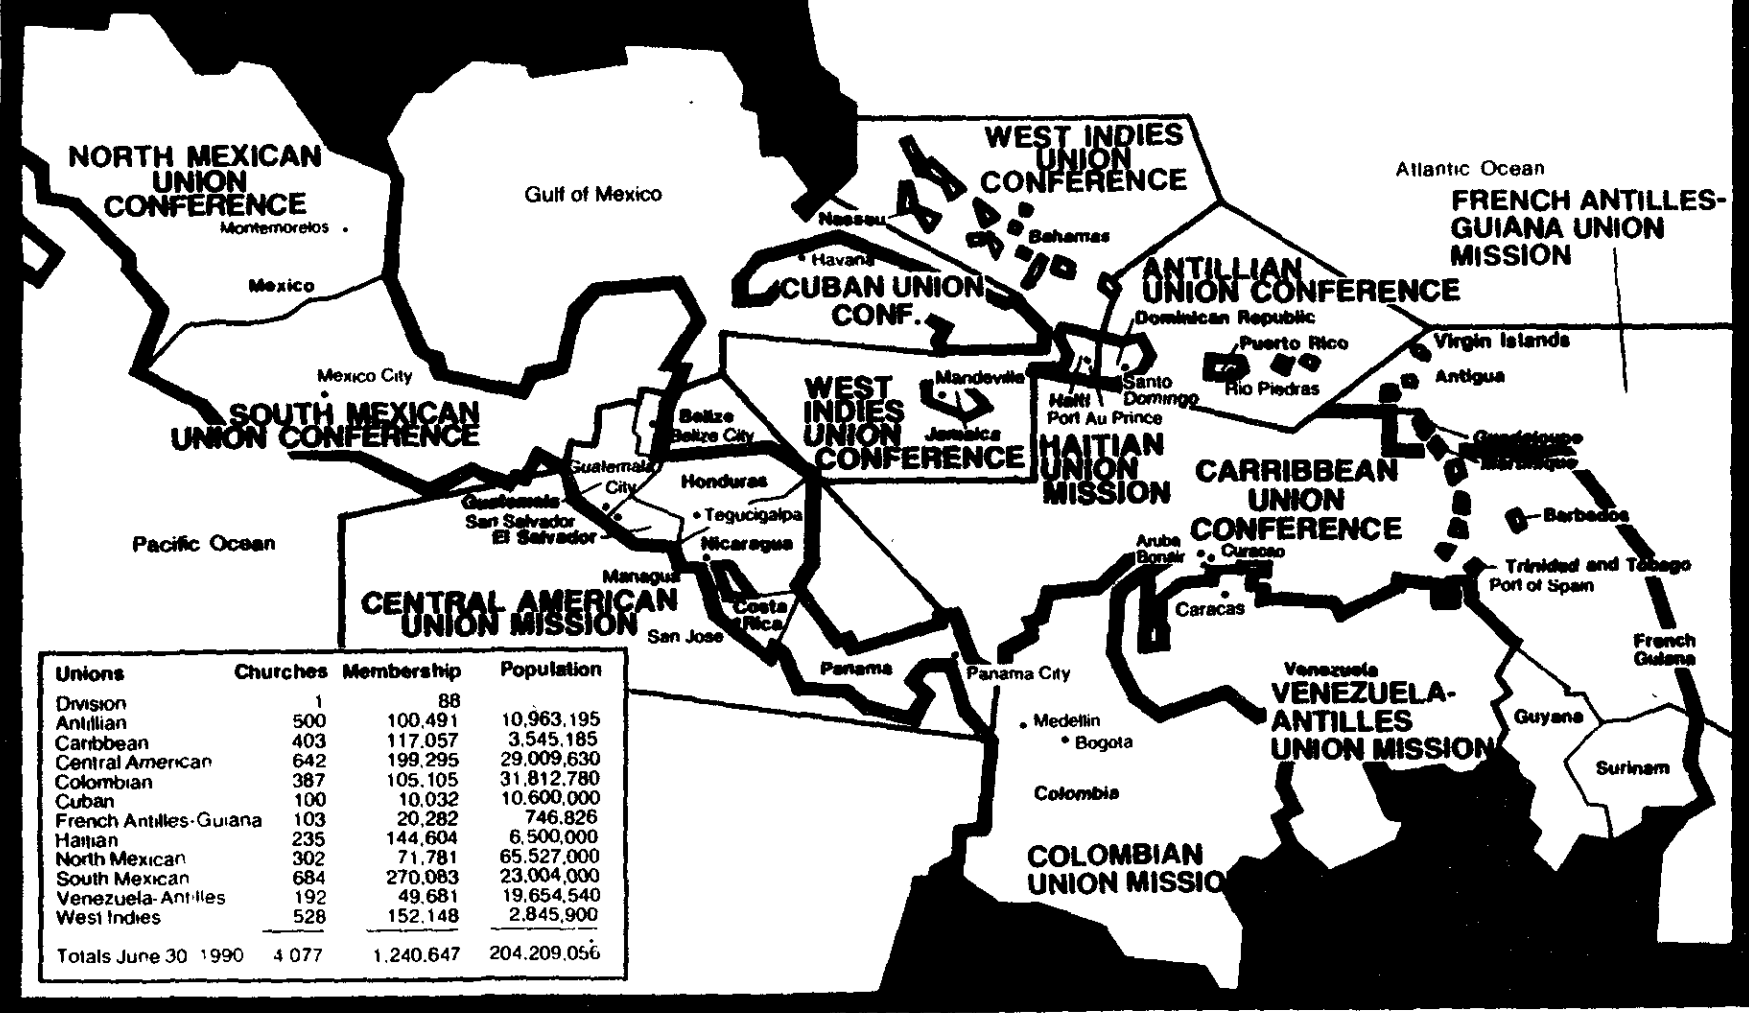 NORTH MEXICAN
UNION
CONFERENCE
Montemorelos
Mexico
Gulf of Mexico
WEST INDIES
UNION
CONFERENCE
Nassau
Bahamas
Atlantic Ocean
FRENCH ANTILLES-
GUIANA UNION
MISSION
Havana
CUBAN UNION
CONF.
ANTILLIAN
UNION CONFERENCE
Dominican Republic
Puerto Rico
Rio Piedras
Virgin Islands
Antigua
Mexico City
SOUTH MEXICAN
UNION CONFERENCE
Belize
Belize City
WEST
INDIES
UNION
CONFERENCE
Mandeville
Jamaica
Santo
Domingo
Haiti
Port Au Prince
HAITIAN
UNION
MISSION
Guadeloupe
Martinique
CARRIBBEAN
UNION
CONFERENCE
Guatemala
City
Guatemala
San Salvador
El Salvador
Honduras
Tegucigalpa
Nicaragua
Managua
Barbados
Aruba
Bonair
Curacao
Caracas
Trinidad and Tobago
Port of Spain
Pacific Ocean
CENTRAL AMERICAN
UNION MISSION
Costa
Rica
San Jose
Panama
Panama City
French
Guiana
Venezuela
VENEZUELA-
ANTILLES
UNION MISSION
Guyana
Surinam
Medellin
Bogota
Colombia
COLOMBIAN
UNION MISSIO
Unions Churches Membership Population
Division 1 88
Antillian 500 100,491 10,963,195
Caribbean 403 117,057 3,545,185
Central American 642 199,295 29,009,630
Colombian 387 105,105 31,812,780
Cuban 100 10,032 10,600,000
French Antilles-Guiana 103 20,282 746,826
Haitian 235 144,604 6,500,000
North Mexican 302 71,781 65,527,000
South Mexican 684 270,083 23,004,000
Venezuela-Antilles 192 49,681 19,654,540
West Indies 528 152,148 2,845,900
Totals June 30 1990 4 077 1,240,647 204,209,056